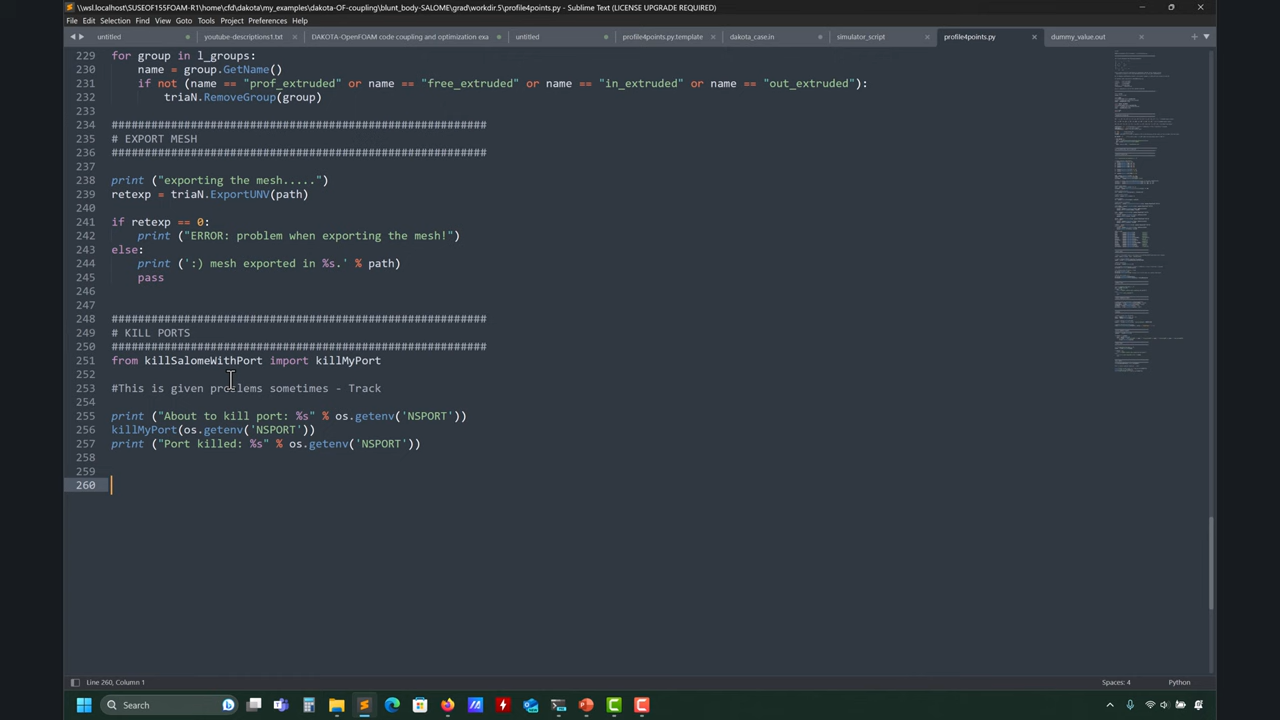 \\wsl.localhost\SUSEOF155FOAM-R1\home\cfd\dakota\my_examples\dakota-OF-coupling\blunt_body-SALOME\grad\workdir.5\profile4points.py - Sublime Text (LICENSE UPGRADE REQUIRED)
File Edit Selection Find View Goto Tools Project Preferences Help
untitled youtube-descriptions1.txt DAKOTA-OpenFOAM code coupling and optimization exa untitled profile4points.py.template dakota_case.in simulator_script profile4points.py dummy_value.out
229 for group in l_groups:
230 name = group.GetName()
231 if not (name == "prof_extruded" or name == "free_extruded" or name == "in_extruded" or name == "out_extruded"):
232 triaN.RemoveGroup(group)
233
234 #########################################################
235 # EXPORT MESH
236 #########################################################
237
238 print ("exporting the mesh.....")
239 retexp = triaN.ExportUNV(path)
240
241 if retexp == 0:
242 print ("ERROR: problem when exporting the mesh")
243 else:
244 print (':) mesh exported in %s.' % path)
245 pass
246
247
248 #########################################################
249 # KILL PORTS
250 #########################################################
251 from killSalomeWithPort import killMyPort
252
253 #This is given problems sometimes - Track
254
255 print ("About to kill port: %s" % os.getenv('NSPORT'))
256 killMyPort(os.getenv('NSPORT'))
257 print ("Port killed: %s" % os.getenv('NSPORT'))
258
259
260
Line 260, Column 1 Spaces: 4 Python
Search